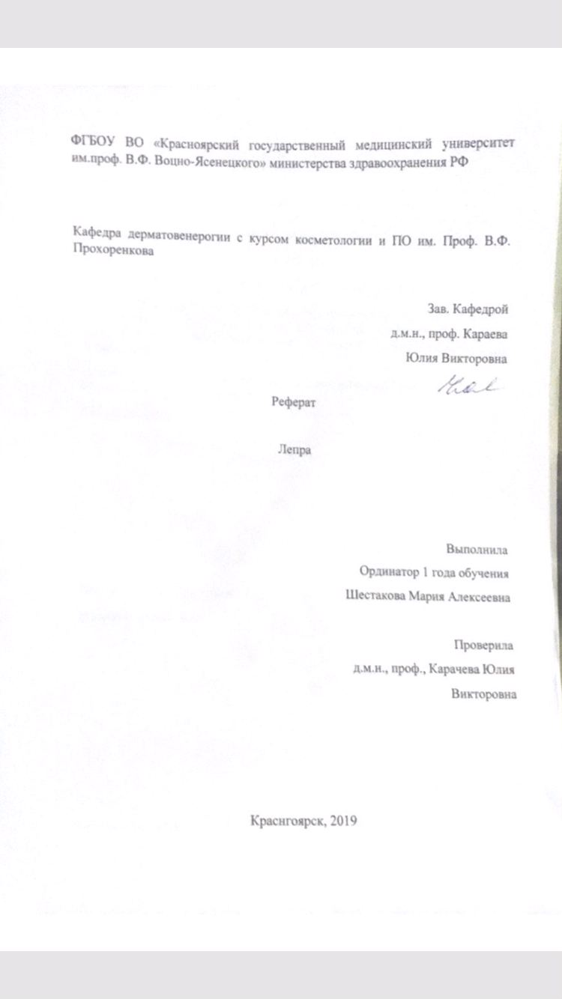 ФГБОУ ВО «Красноярский государственный медицинский университет
им.проф. В.Ф. Воцно-Ясенецкого» министерства здравоохранения РФ
Кафедра дерматовенерогии с курсом косметологии и ПО им. Проф. В.Ф.
Прохоренкова
Зав. Кафедрой
д.м.н., проф. Караева
Юлия Викторовна
Реферат
Лепра
Выполнила
Ординатор 1 года обучения
Шестакова Мария Алексеевна
Проверила
д.м.н., проф., Карачева Юлия
Викторовна
Краснгоярск, 2019